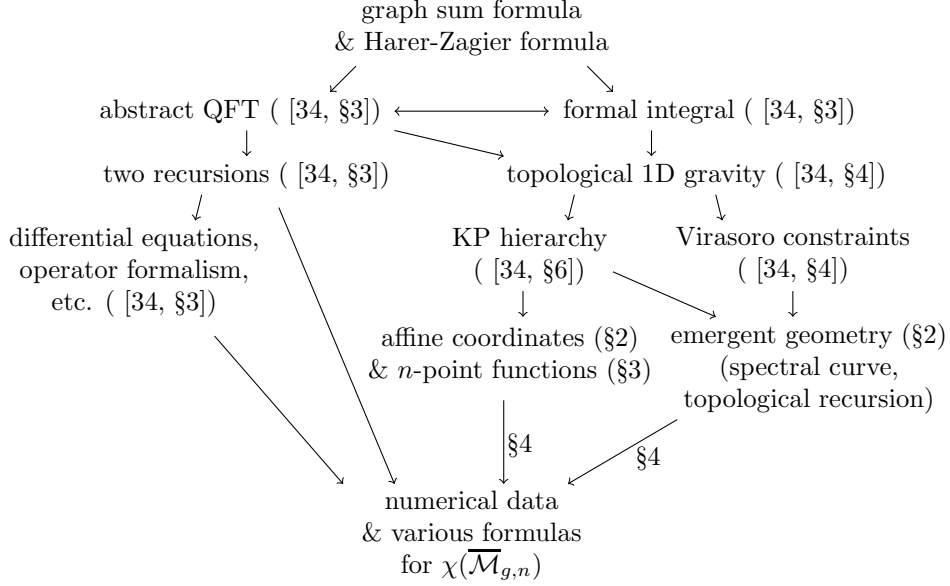 graph sum formula
& Harer-Zagier formula
abstract QFT ( [34, §3])
formal integral ( [34, §3])
two recursions ( [34, §3])
topological 1D gravity ( [34, §4])
differential equations,
operator formalism,
etc. ( [34, §3])
KP hierarchy
( [34, §6])
Virasoro constraints
( [34, §4])
affine coordinates (§2)
& n-point functions (§3)
emergent geometry (§2)
(spectral curve,
topological recursion)
§4
§4
numerical data
& various formulas
for χ(M̅g,n)